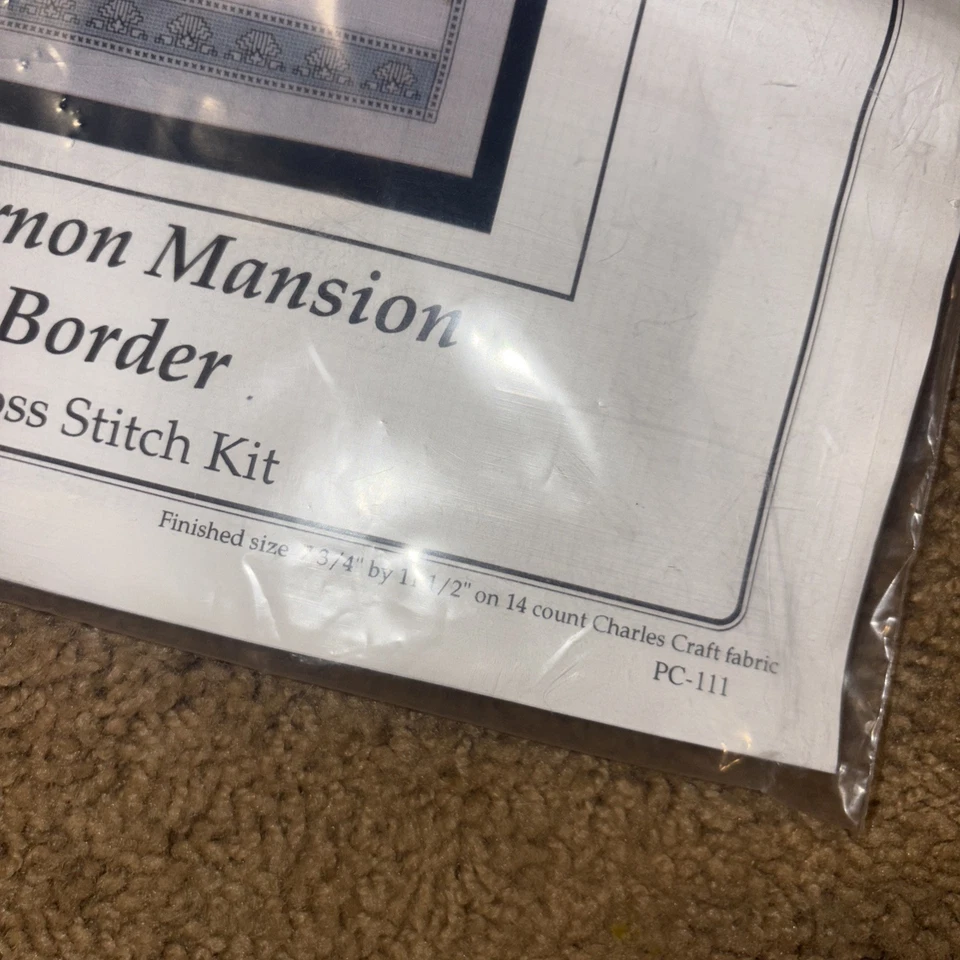 rnon Mansion
Border
oss Stitch Kit
Finished size 3/4" by 11 1/2" on 14 count Charles Craft fabric
PC-111